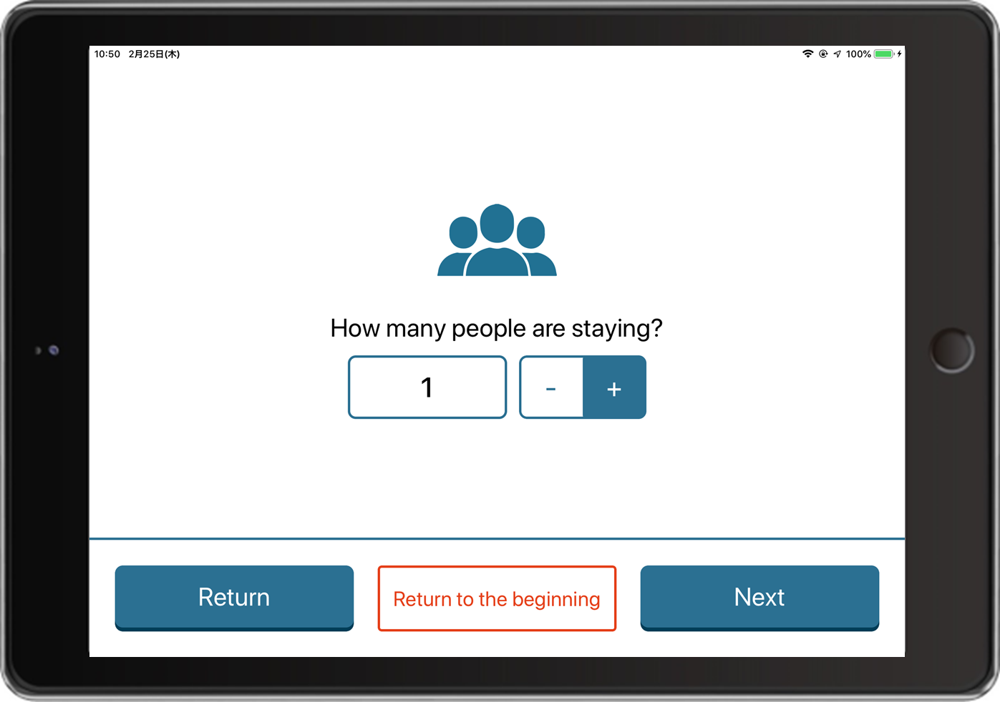 10:50 2月25日(木) 100%
How many people are staying?
1 - +
Return Return to the beginning Next